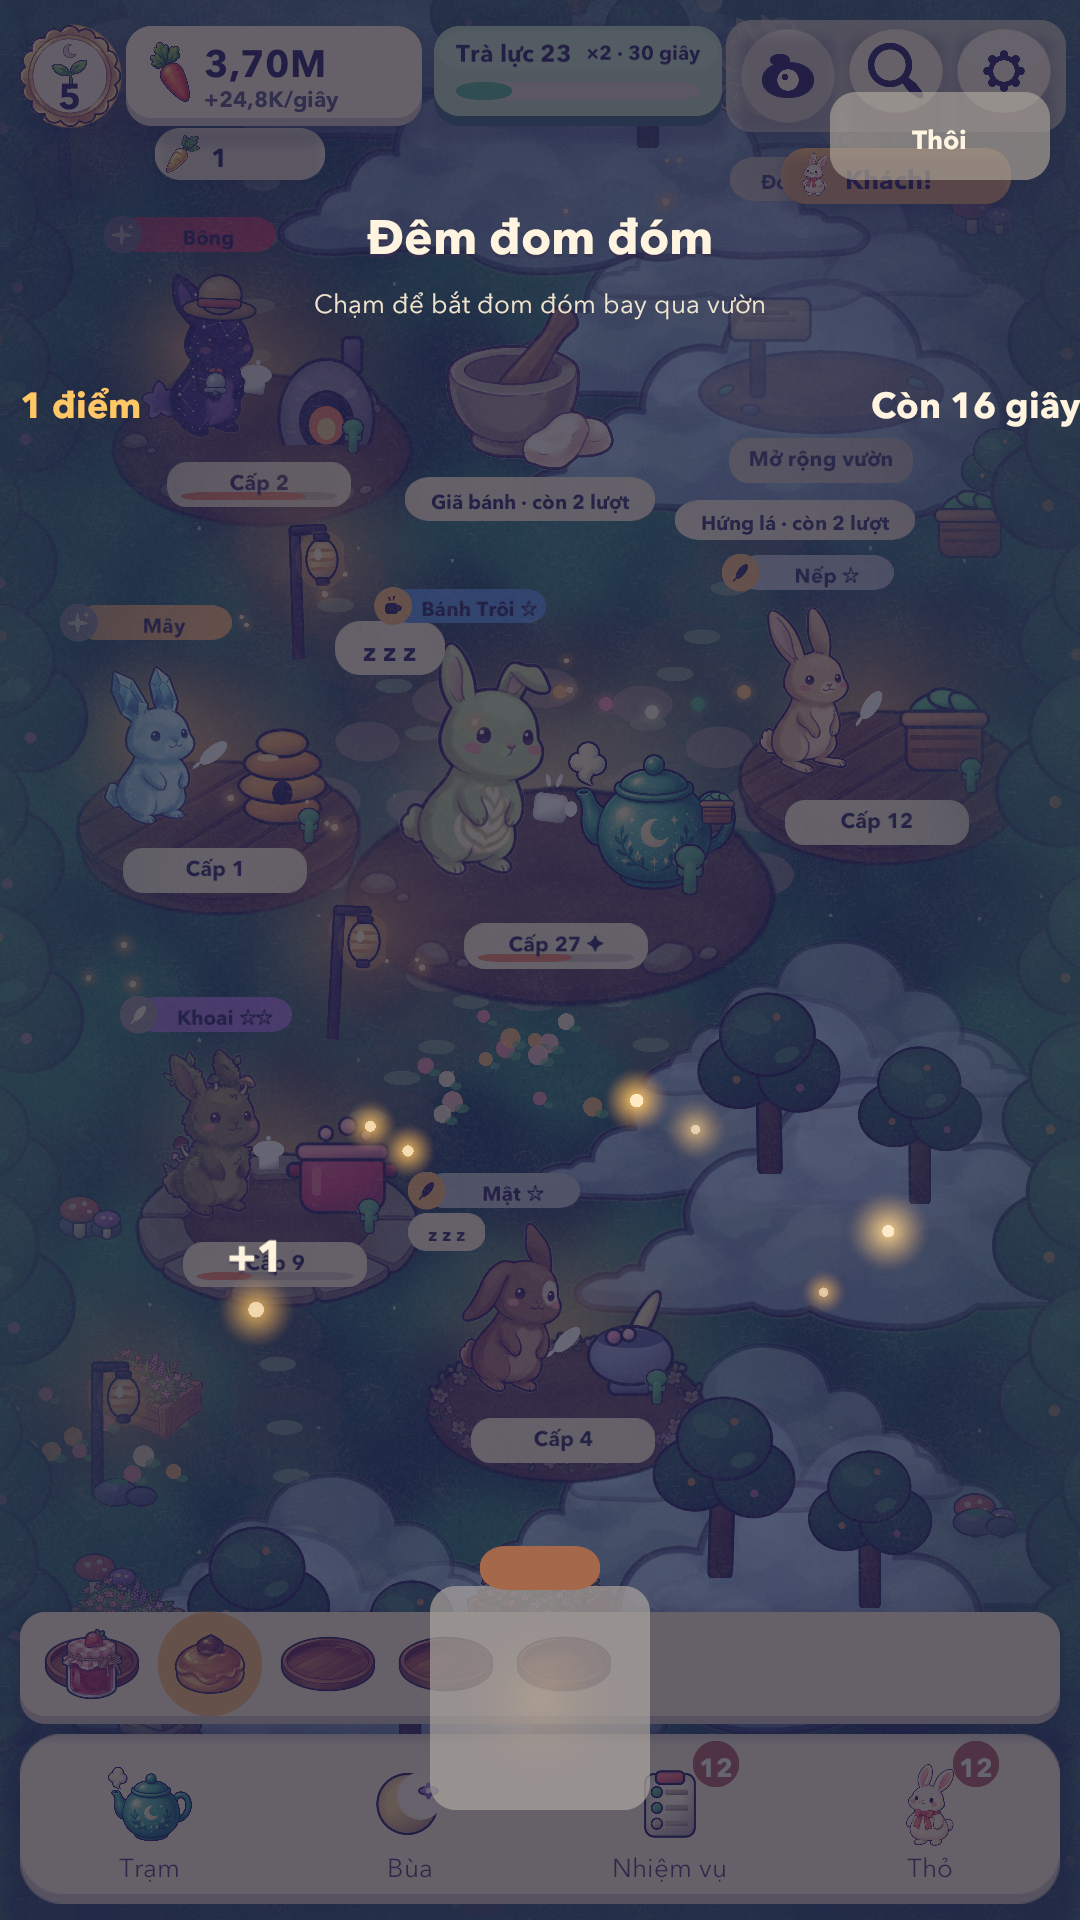 5
3,70M
+24,8K/giây
Trà lực 23 ×2 · 30 giây
1
Thôi
Khách!
Đêm đom đóm
Bông
Chạm để bắt đom đóm bay qua vườn
1 điểm
Còn 16 giây
Mở rộng vườn
Cấp 2
Giã bánh · còn 2 lượt
Hứng lá · còn 2 lượt
Nếp ☆
Bánh Trôi ☆
Mây
z z z
Cấp 12
Cấp 1
Cấp 27 ✦
Khoai ☆☆
Mật ☆
z z z
+1
Cấp 9
Cấp 4
12
12
Trạm
Bùa
Nhiệm vụ
Thỏ